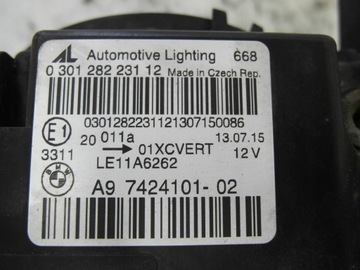 AL Automotive Lighting 668
0 301 282 231 12 Made in Czech Rep.
0301282231121307150086
E1 20 011a 13.07.15
3311 → 01XCVERT 12 V
LE11A6262
BMW
A9 7424101-02